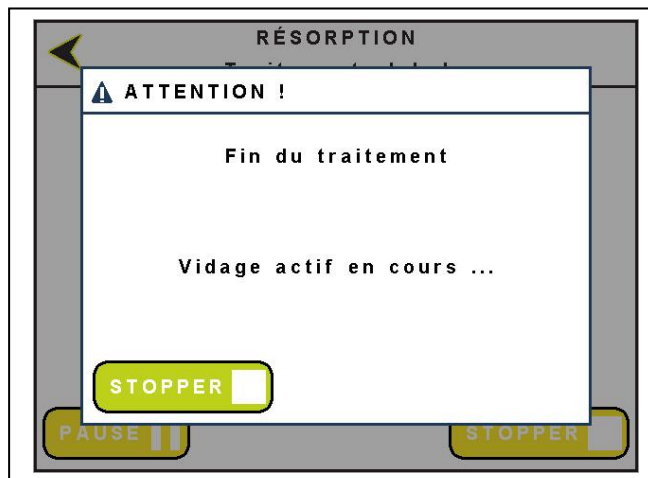 RÉSORPTION
ATTENTION !
Fin du traitement
Vidage actif en cours ...
STOPPER
PAUSE
STOPPER